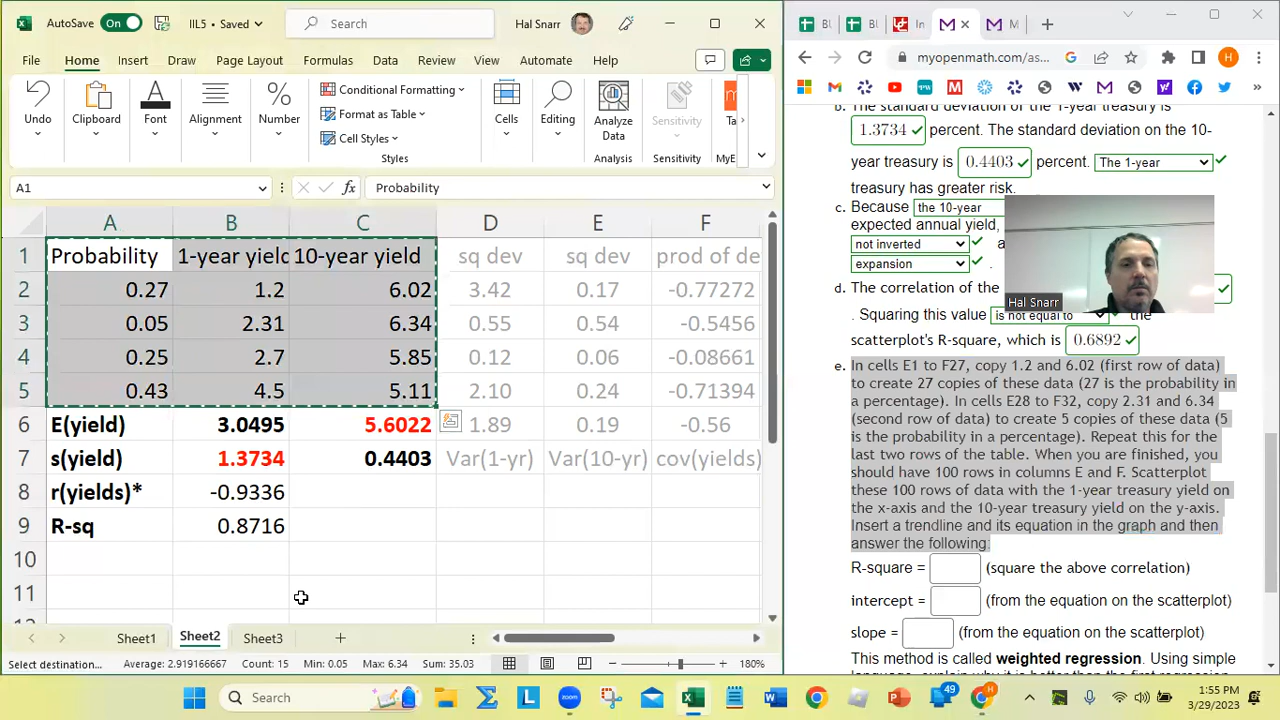 AutoSave On IIL5 • Saved Search Hal Snarr
File Home Insert Draw Page Layout Formulas Data Review View Automate Help
Undo Clipboard Font Alignment Number
Conditional Formatting
Format as Table
Cell Styles
Styles
Cells Editing Analyze Data Sensitivity
Analysis Sensitivity MyE
A1 fx Probability
A B C D E F
1 Probability 1-year yield 10-year yield sq dev sq dev prod of de
2 0.27 1.2 6.02 3.42 0.17 -0.77272
3 0.05 2.31 6.34 0.55 0.54 -0.5456
4 0.25 2.7 5.85 0.12 0.06 -0.08661
5 0.43 4.5 5.11 2.10 0.24 -0.71394
6 E(yield) 3.0495 5.6022 1.89 0.19 -0.56
7 s(yield) 1.3734 0.4403 Var(1-yr) Var(10-yr) cov(yields)
8 r(yields)* -0.9336
9 R-sq 0.8716
10
11
Sheet1 Sheet2 Sheet3
Select destination... Average: 2.919166667 Count: 15 Min: 0.05 Max: 6.34 Sum: 35.03 180%
myopenmath.com/as...
b. The standard deviation of the 1-year treasury is
1.3734 percent. The standard deviation on the 10-
year treasury is 0.4403 percent. The 1-year
treasury has greater risk.
c. Because the 10-year
expected annual yield,
not inverted
expansion .
d. The correlation of the
. Squaring this value is not equal to the
scatterplot's R-square, which is 0.6892
e. In cells E1 to F27, copy 1.2 and 6.02 (first row of data)
to create 27 copies of these data (27 is the probability in
a percentage). In cells E28 to F32, copy 2.31 and 6.34
(second row of data) to create 5 copies of these data (5
is the probability in a percentage). Repeat this for the
last two rows of the table. When you are finished, you
should have 100 rows in columns E and F. Scatterplot
these 100 rows of data with the 1-year treasury yield on
the x-axis and the 10-year treasury yield on the y-axis.
Insert a trendline and its equation in the graph and then
answer the following:
R-square = (square the above correlation)
intercept = (from the equation on the scatterplot)
slope = (from the equation on the scatterplot)
This method is called weighted regression. Using simple
Hal Snarr
Search
49
1:55 PM
3/29/2023